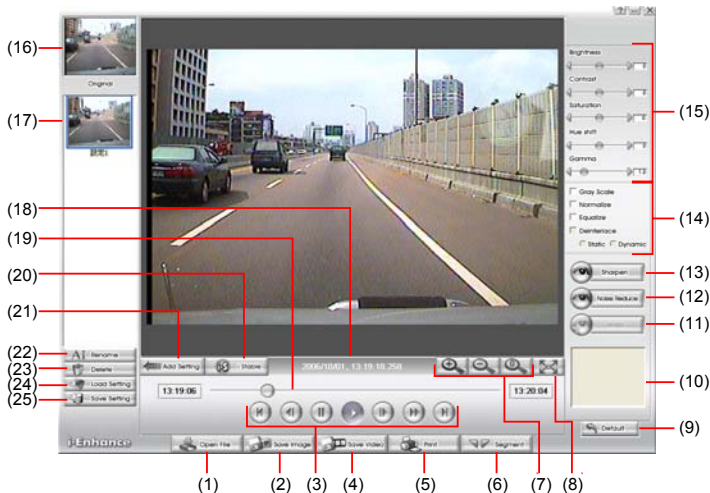 (16)
Original
(17)
(18)
(19)
(20)
(21)
(22)
(23)
(24)
(25)
Rename
Delete
Load Setting
Save Setting
i-Enhance
Add Setting
Stable
2006/10/01, 13:19:18.258
13:19:06
13:20:04
Open File
Save Image
Save Video
Print
Segment
(1)
(2)
(3)
(4)
(5)
(6)
(7)
(8)
Brightness
Contrast
Saturation
Hue shift
Gamma
(15)
Gray Scale
Normalize
Equalize
Deinterlace
Static
Dynamic
(14)
Sharpen
(13)
Noise Reduce
(12)
(11)
(10)
Default
(9)